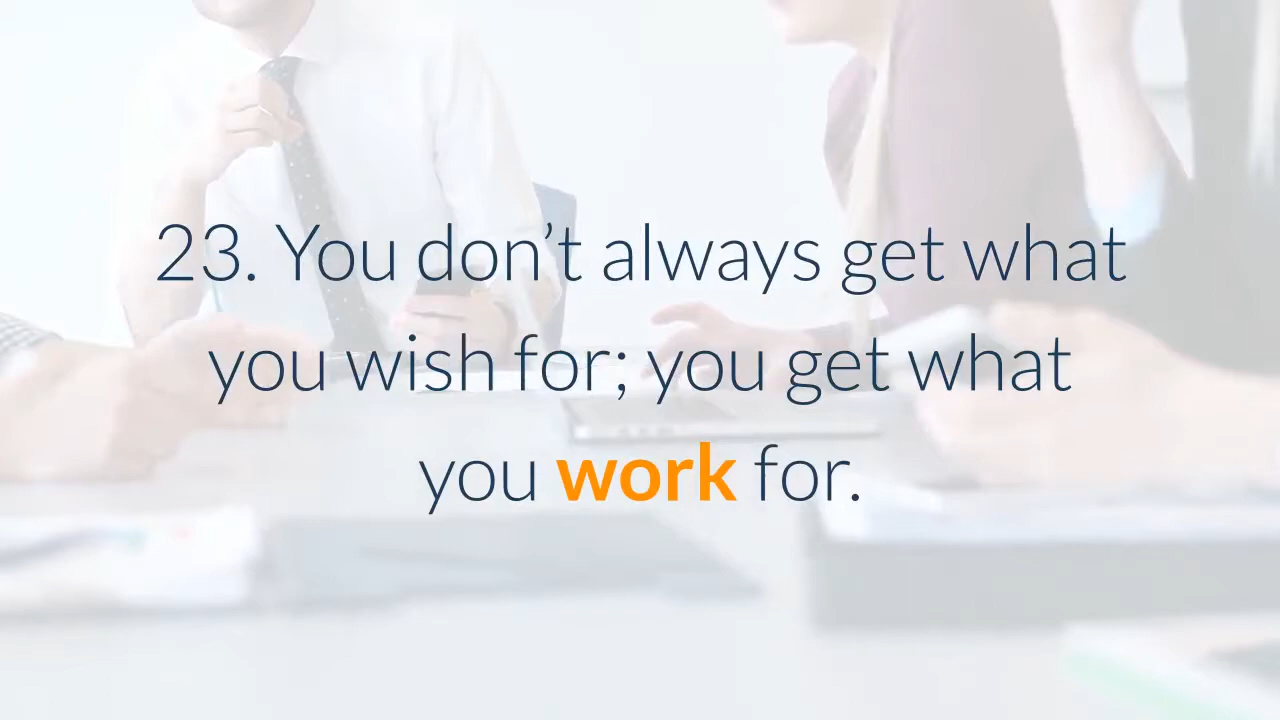 23. You don’t always get what
you wish for; you get what
you work for.